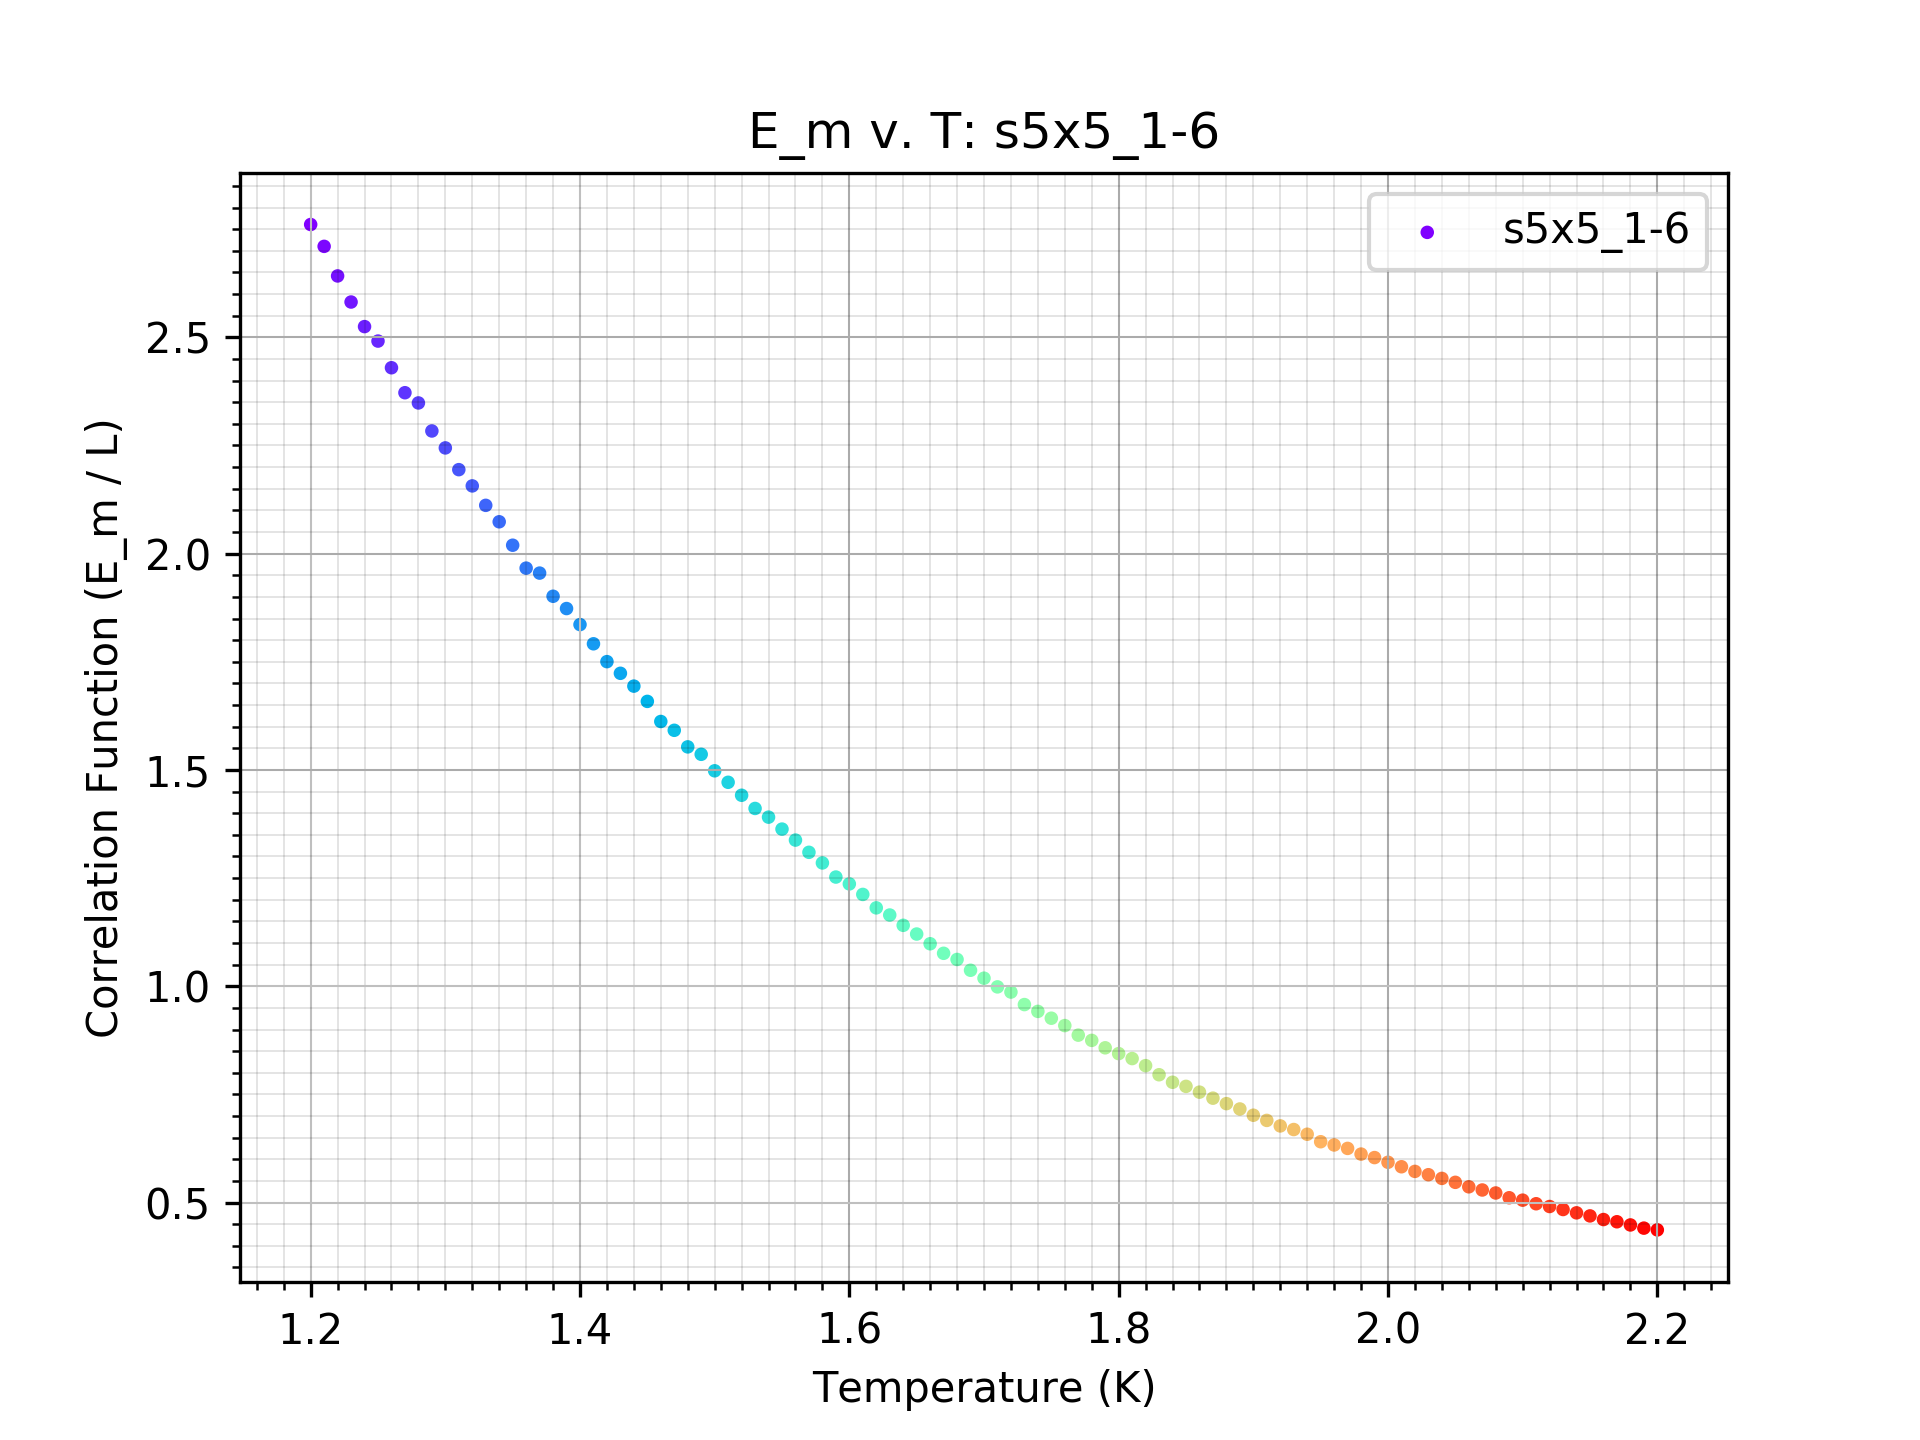 E_m v. T: s5x5_1-6
s5x5_1-6
Correlation Function (E_m / L)
2.5
2.0
1.5
1.0
0.5
1.2 1.4 1.6 1.8 2.0 2.2
Temperature (K)